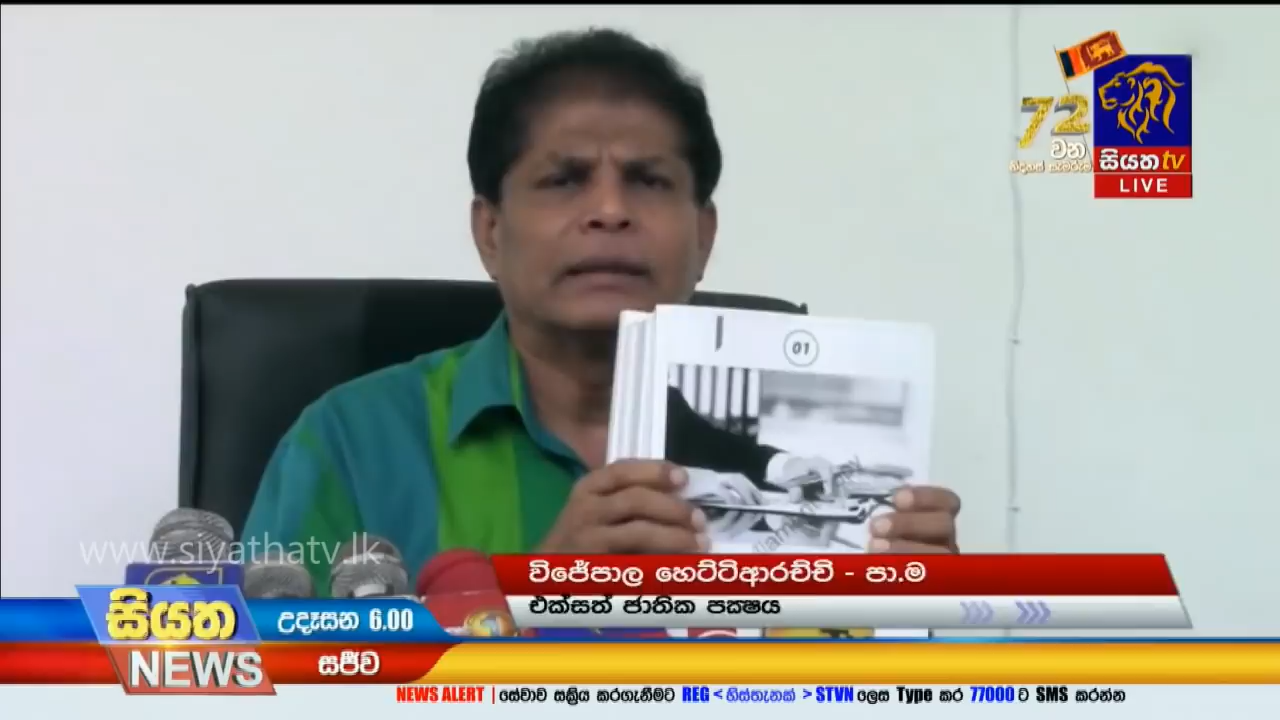 72
වන
සියත tv
LIVE
01
www.siyathatv.lk
විජේපාල හෙට්ටිආරච්චි - පා.ම
එක්සත් ජාතික පක්ෂය
සියත
NEWS
උදෑසන 6.00
සජීව
NEWS ALERT | සේවාව සක්‍රිය කරගැනීමට REG < හිස්තැනක් > STVN ලෙස Type කර 77000 ට SMS කරන්න